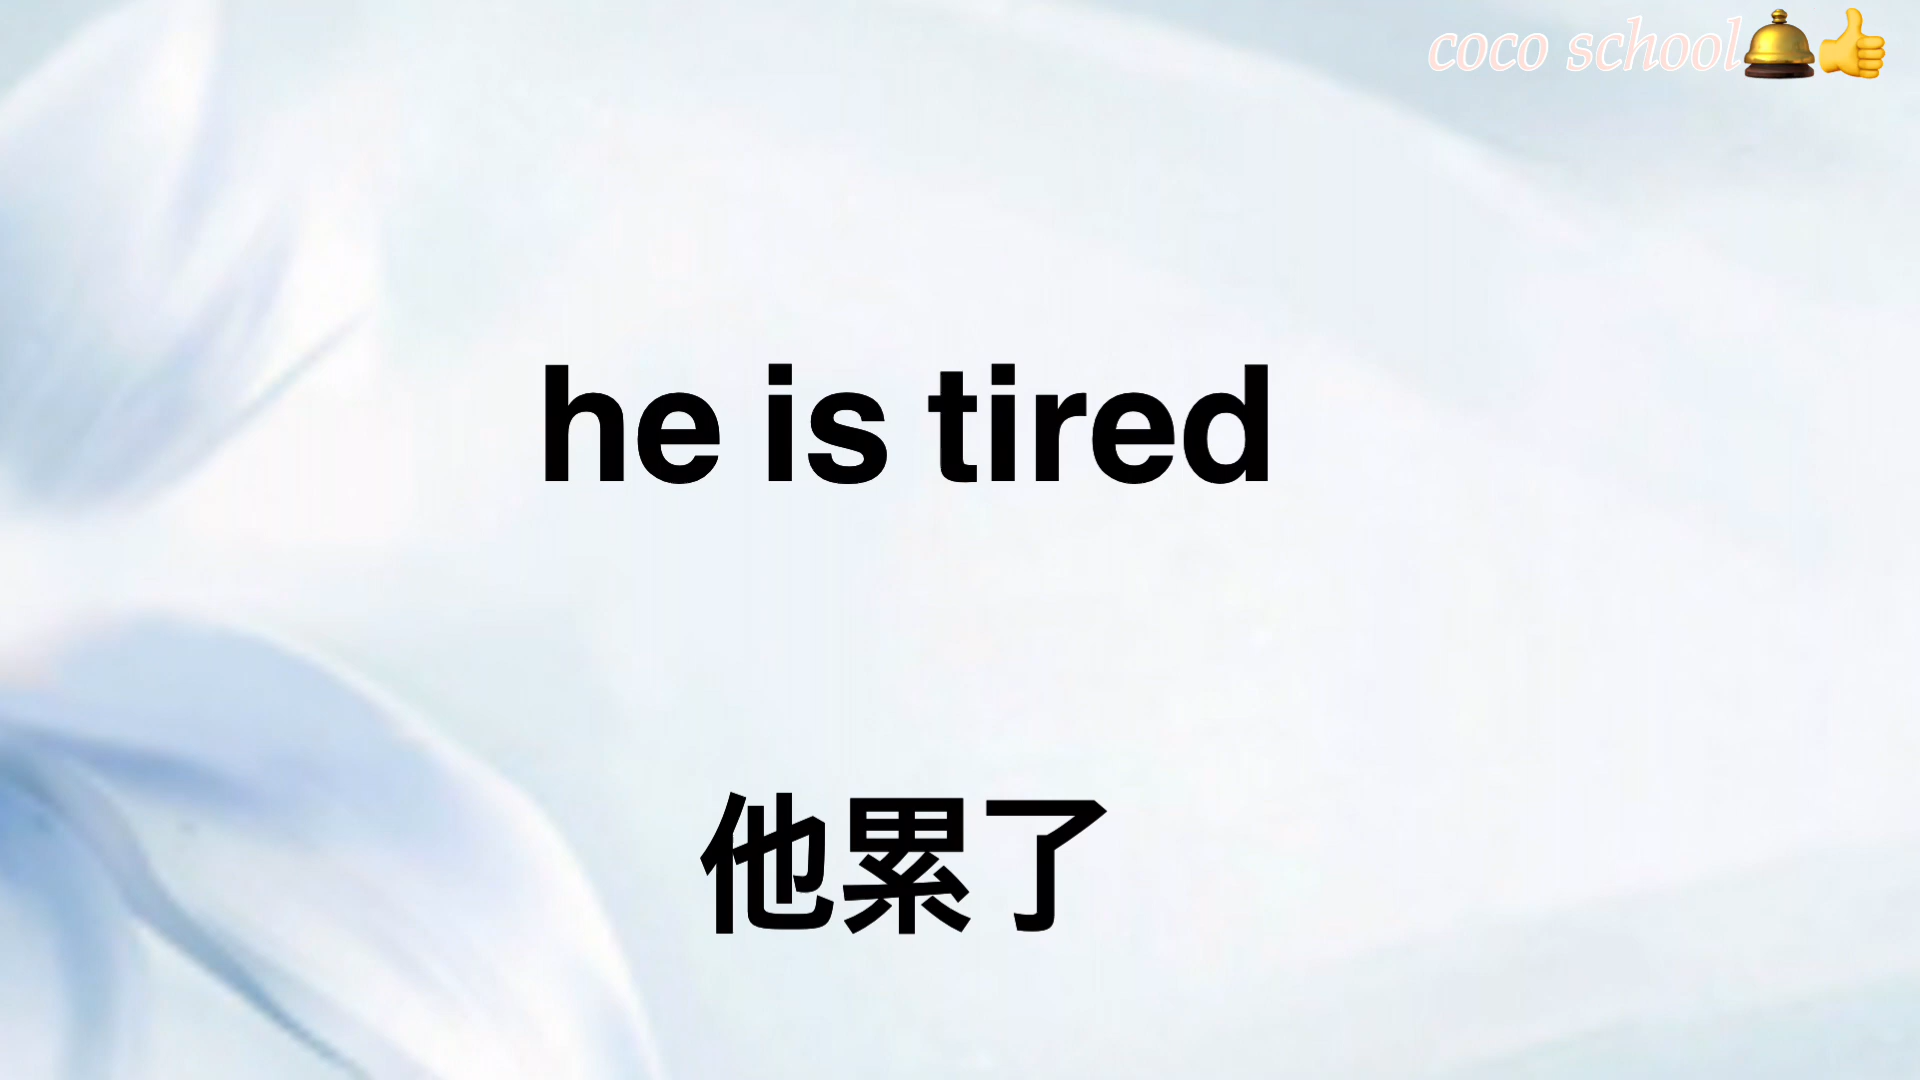 coco school🛎️👍
he is tired
他累了